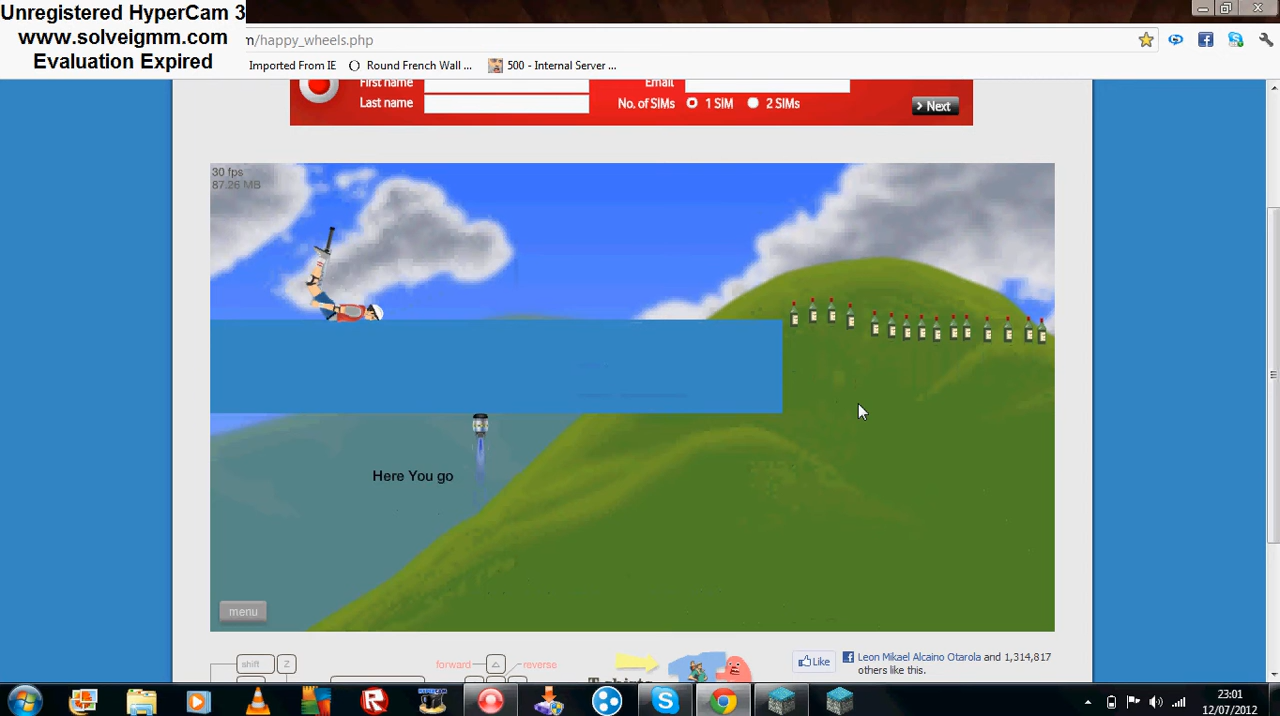 Unregistered HyperCam 3
www.solveigmm.com
Evaluation Expired
m/happy_wheels.php
Imported From IE
Round French Wall ...
500 - Internal Server ...
First name
Email
Last name
No. of SIMs
1 SIM
2 SIMs
Next
30 fps
87.26 MB
Here You go
menu
shift
Z
forward
reverse
Like
Leon Mikael Alcaino Otarola and 1,314,817
others like this.
23:01
12/07/2012